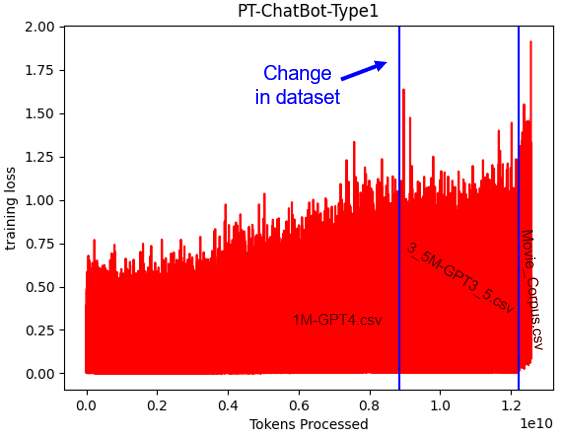 PT-ChatBot-Type1
2.00
1.75
1.50
1.25
1.00
0.75
0.50
0.25
0.00
training loss
Change
in dataset
1M-GPT4.csv
3_5M-GPT3_5.csv
Movie_Corpus.csv
0.0
0.2
0.4
0.6
0.8
1.0
1.2
1e10
Tokens Processed